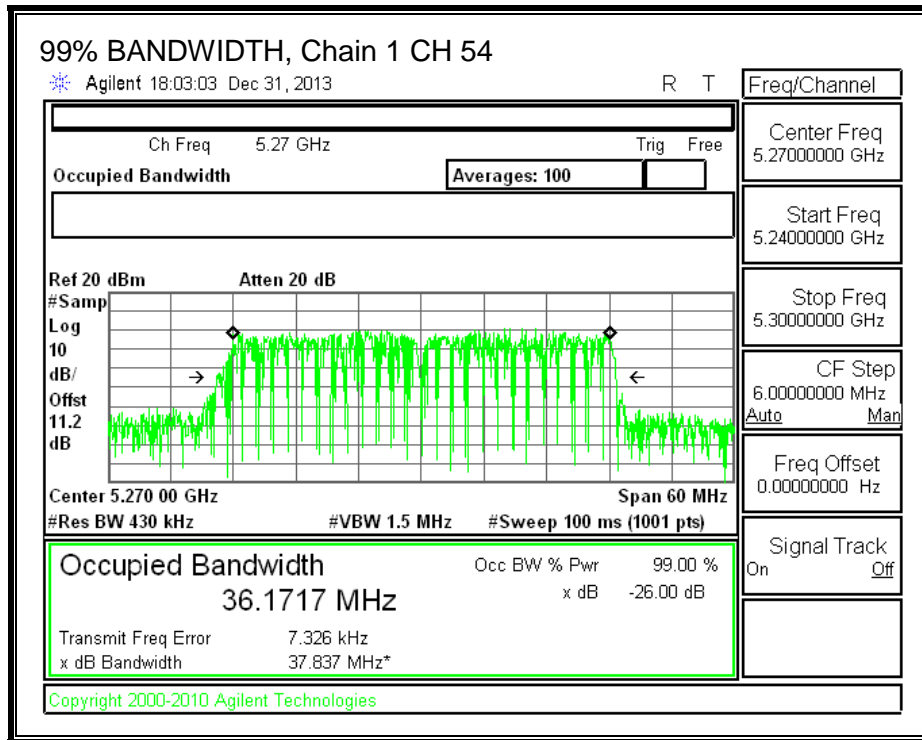 99% BANDWIDTH, Chain 1 CH 54
Agilent 18:03:03 Dec 31, 2013 R T
Freq/Channel
Ch Freq 5.27 GHz Trig Free
Occupied Bandwidth Averages: 100
Center Freq
5.27000000 GHz
Start Freq
5.24000000 GHz
Stop Freq
5.30000000 GHz
CF Step
6.00000000 MHz
Auto Man
Freq Offset
0.00000000 Hz
Signal Track
On Off
Ref 20 dBm Atten 20 dB
#Samp
Log
10
dB/
Offst
11.2
dB
Center 5.270 00 GHz Span 60 MHz
#Res BW 430 kHz #VBW 1.5 MHz #Sweep 100 ms (1001 pts)
Occupied Bandwidth Occ BW % Pwr 99.00 %
36.1717 MHz x dB -26.00 dB
Transmit Freq Error 7.326 kHz
x dB Bandwidth 37.837 MHz*
Copyright 2000-2010 Agilent Technologies